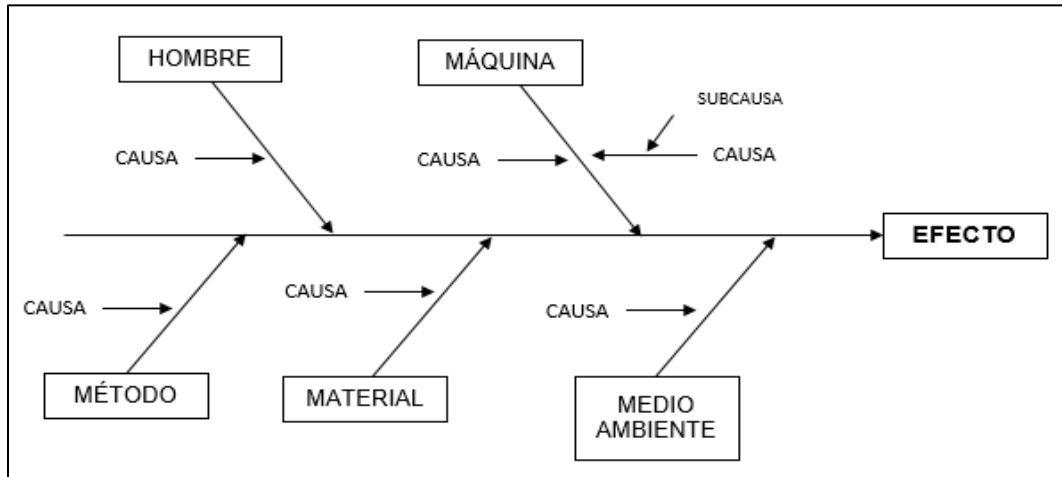 HOMBRE
MÁQUINA
SUBCAUSA
CAUSA
CAUSA
CAUSA
EFECTO
CAUSA
CAUSA
CAUSA
MÉTODO
MATERIAL
MEDIO
AMBIENTE